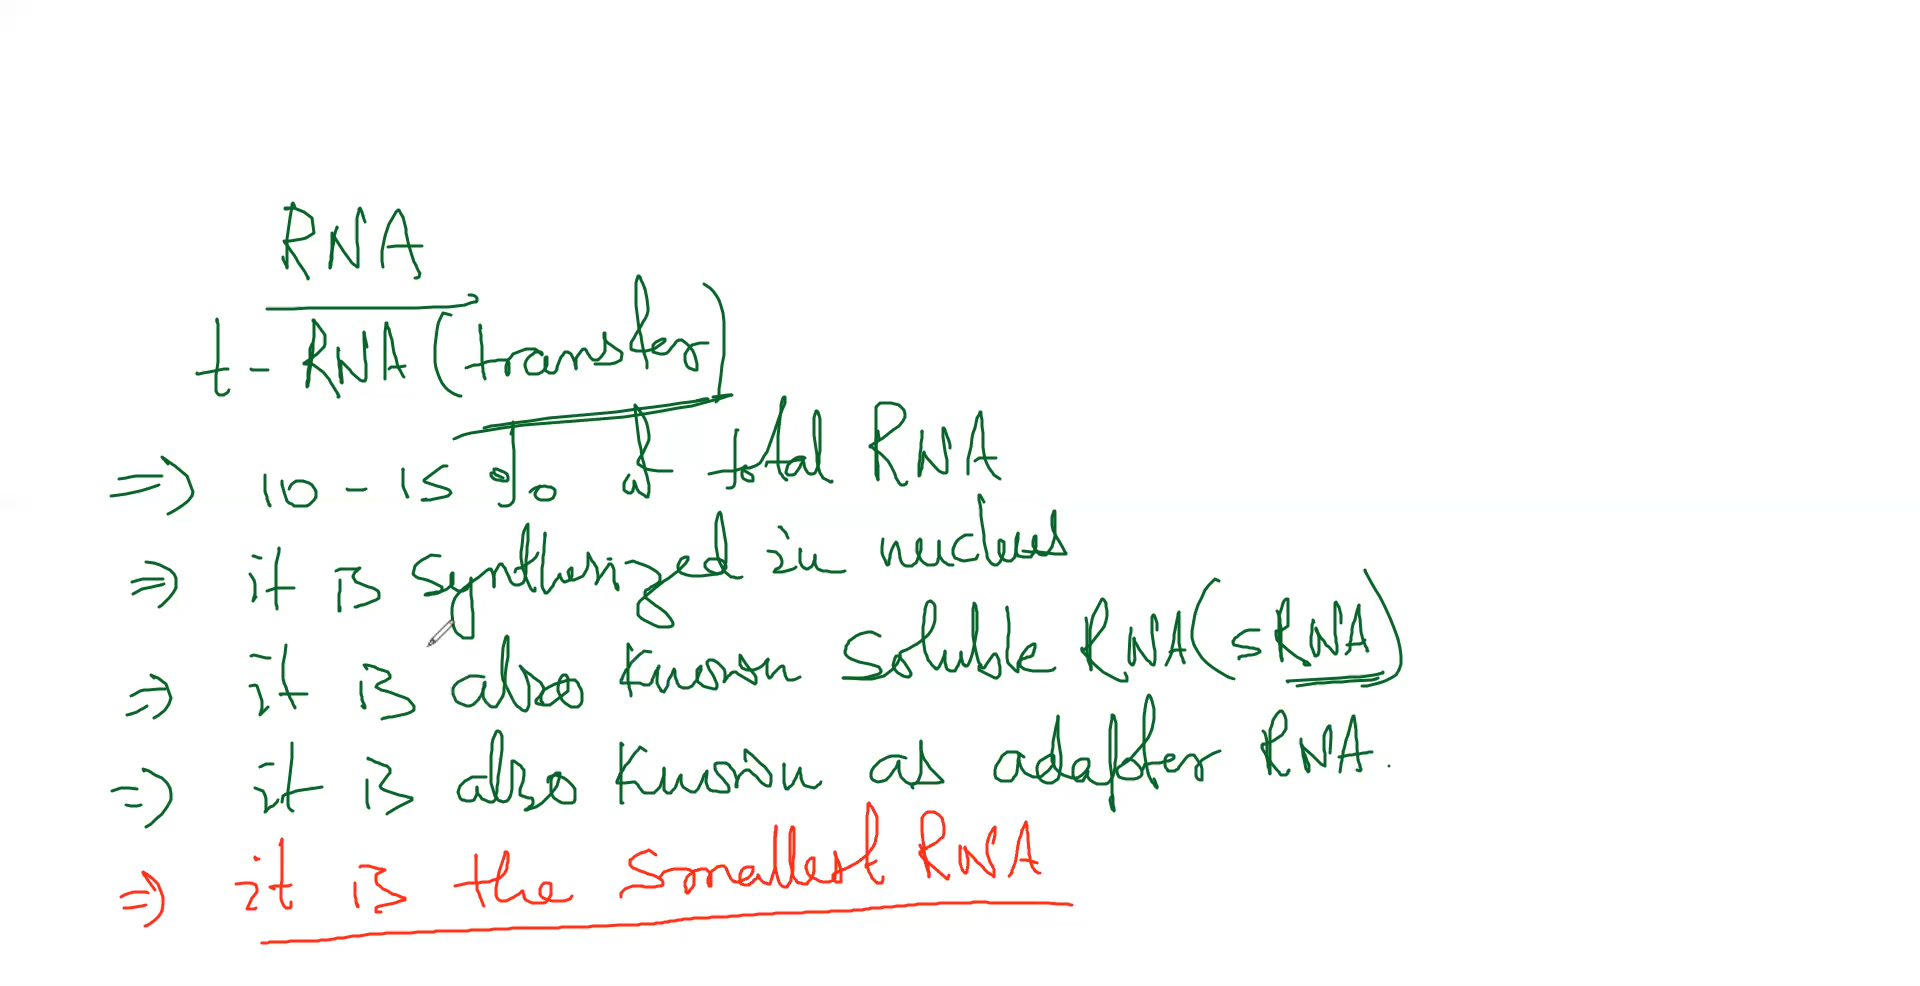 RNA
t - RNA (transfer)
⇒ 10 - 15 % of total RNA
⇒ it is synthesized in nucleus
⇒ it is also known soluble RNA (sRNA)
⇒ it is also known as adapter RNA.
⇒ it is the smallest RNA